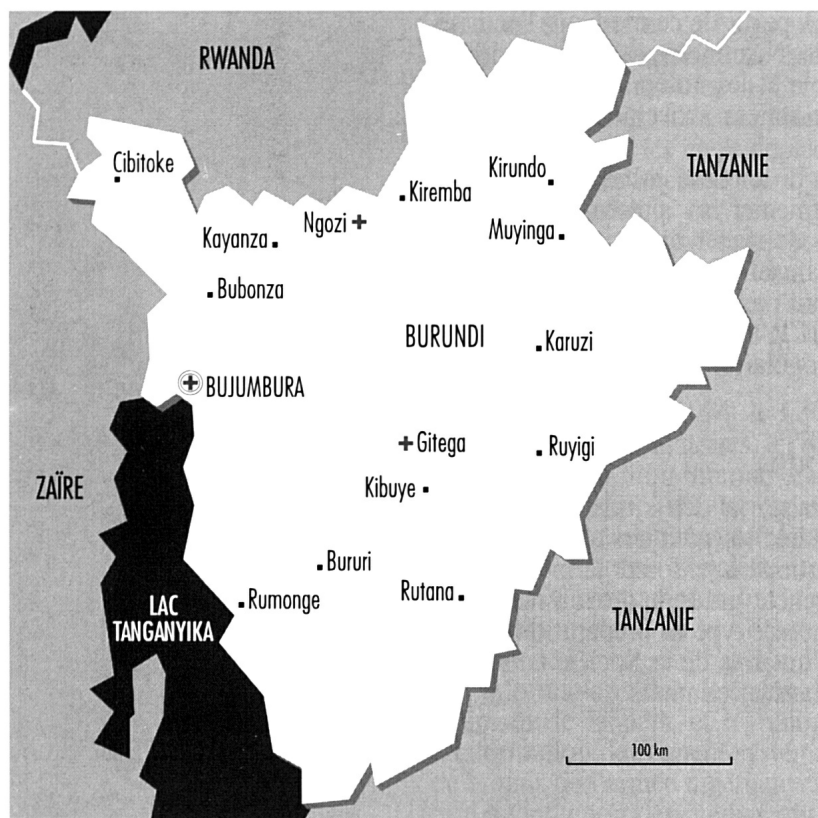 RWANDA
TANZANIE
Cibitoke
Kirundo
Kiremba
Ngozi
Muyinga
Kayanza
Bubonza
BURUNDI
Karuzi
BUJUMBURA
Gitega
Ruyigi
ZAÏRE
Kibuye
Bururi
Rutana
Rumonge
LAC
TANGANYIKA
TANZANIE
100 km